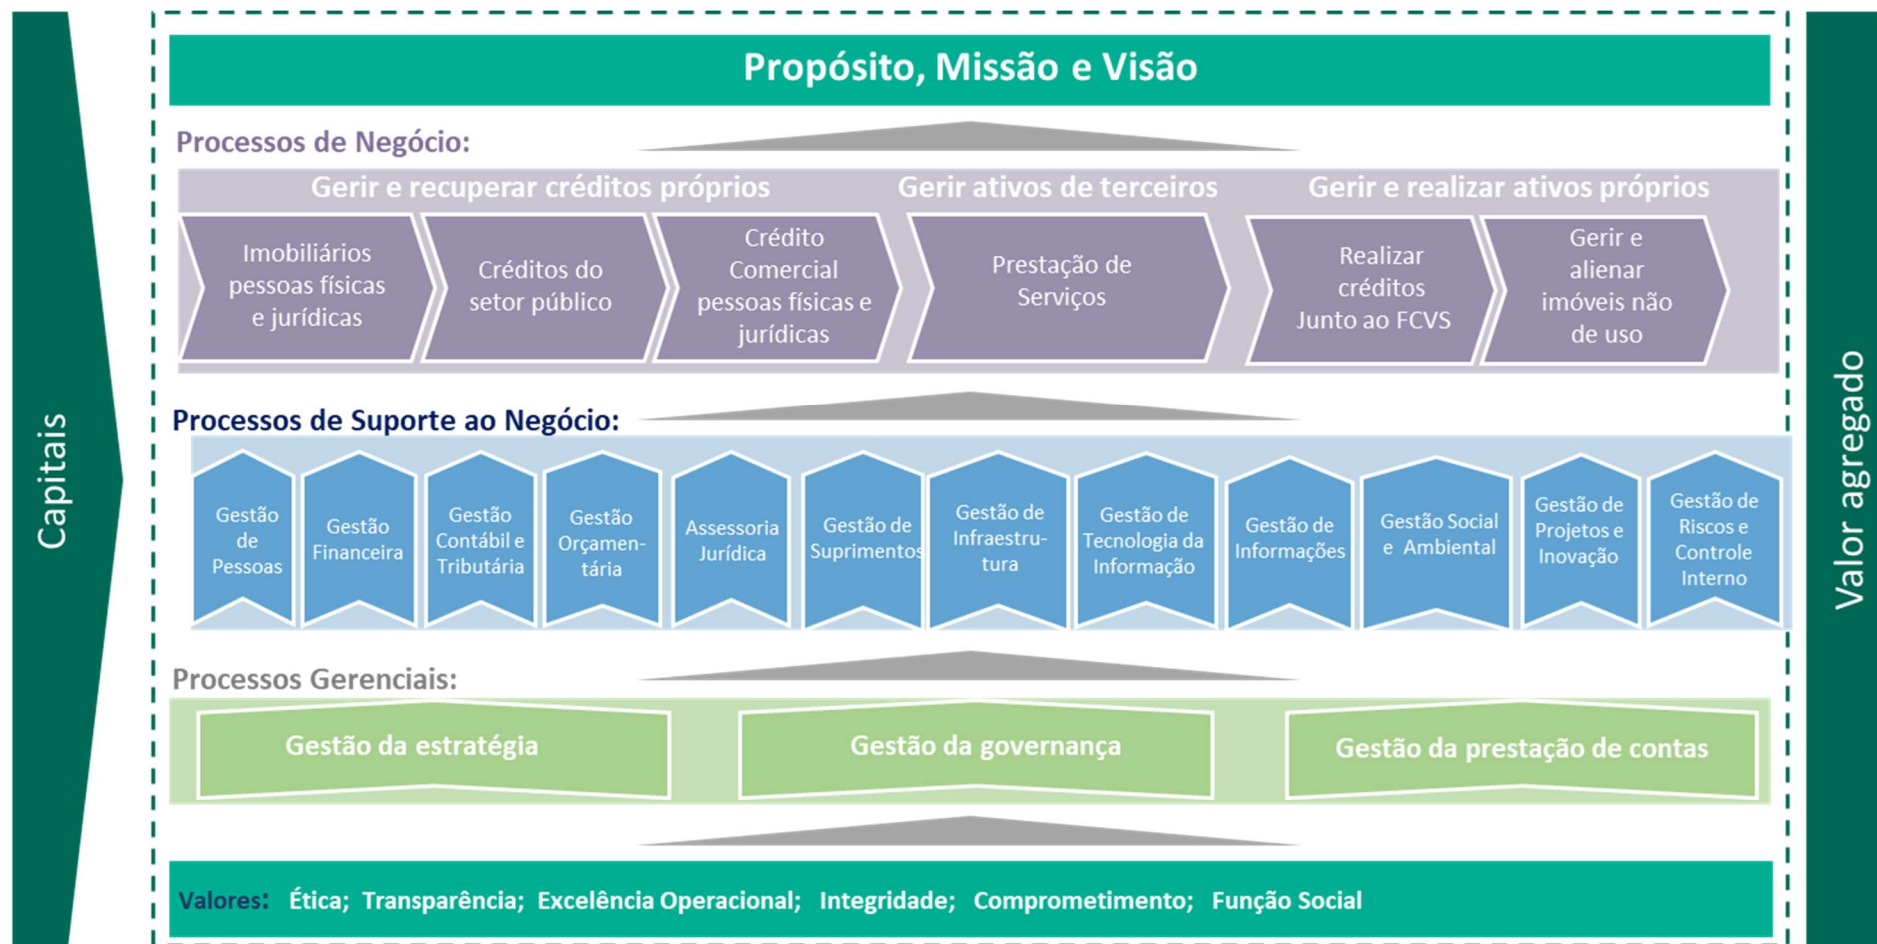 Capitais
Propósito, Missão e Visão
Processos de Negócio:
Gerir e recuperar créditos próprios
Imobiliários
pessoas físicas
e jurídicas
Créditos do
setor público
Crédito
Comercial
pessoas físicas e
jurídicas
Gerir ativos de terceiros
Prestação de
Serviços
Gerir e realizar ativos próprios
Realizar
créditos
Junto ao FCVS
Gerir e
alienar
imóveis não
de uso
Processos de Suporte ao Negócio:
Gestão
de
Pessoas
Gestão
Financeira
Gestão
Contábil e
Tributária
Gestão
Orçamen-
tária
Assessoria
Jurídica
Gestão de
Suprimentos
Gestão de
Infraestru-
tura
Gestão de
Tecnologia da
Informação
Gestão de
Informações
Gestão Social
e Ambiental
Gestão de
Projetos e
Inovação
Gestão de
Riscos e
Controle
Interno
Processos Gerenciais:
Gestão da estratégia
Gestão da governança
Gestão da prestação de contas
Valores: Ética; Transparência; Excelência Operacional; Integridade; Comprometimento; Função Social
Valor agregado